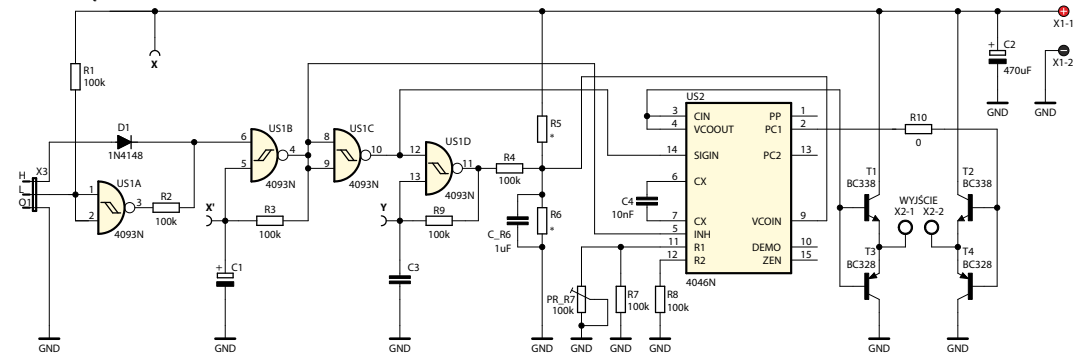 X1-1
X
R1
100k
C2
470uF
X1-2
GND
GND
US2
D1
1N4148
US1B
6
5
4
4093N
US1C
8
9
10
4093N
US1D
12
13
11
4093N
R5
*
R4
100k
3
CIN
4
VCOOUT
14
SIGIN
6
CX
7
CX
5
INH
11
R1
12
R2
PP
1
PC1
2
PC2
13
VCOIN
9
DEMO
10
ZEN
15
4046N
R10
0
X3
H
L
O1
US1A
1
2
3
4093N
R2
100k
X'
R3
100k
Y
R9
100k
C_R6
1uF
R6
*
C4
10nF
T1
BC338
T2
BC338
WYJŚCIE
X2-1 X2-2
T3
BC328
T4
BC328
C1
C3
PR_R7
100k
R7
100k
R8
100k
GND
GND
GND
GND
GND
GND
GND
GND
GND